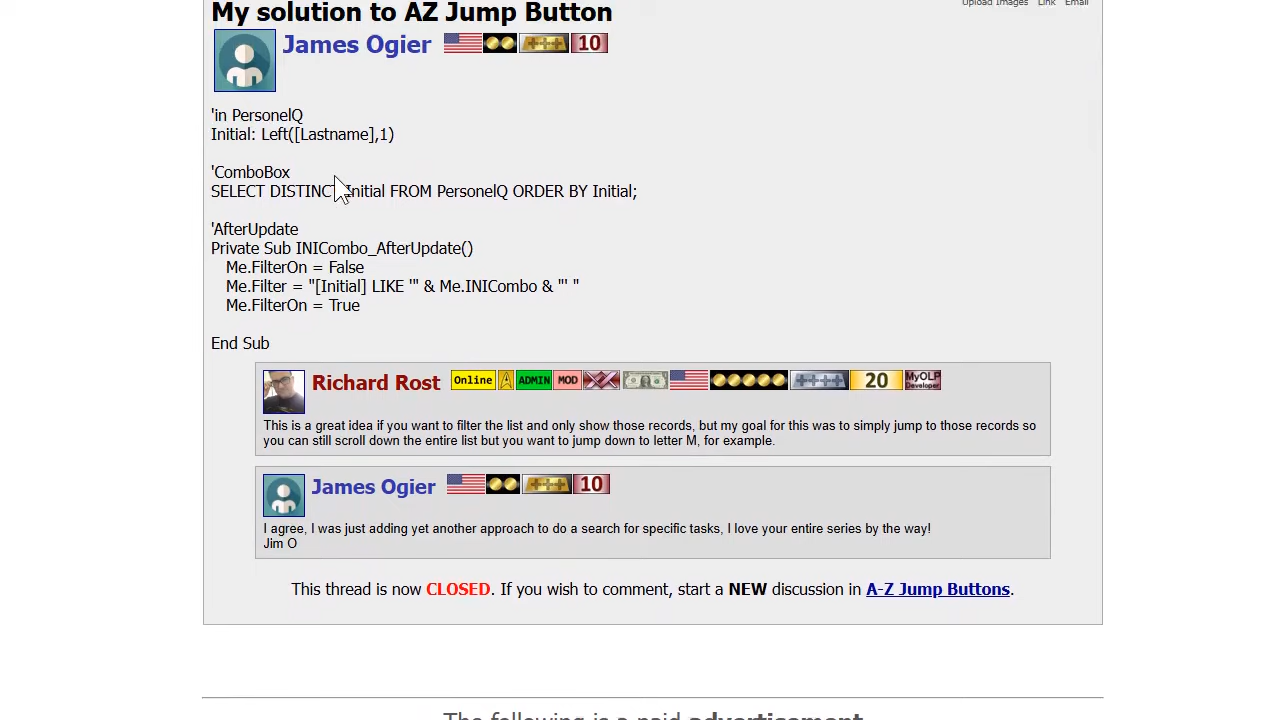 Upload Images Link Email
My solution to AZ Jump Button
James Ogier 10
'in PersonelQ
Initial: Left([Lastname],1)
'ComboBox
SELECT DISTINCT Initial FROM PersonelQ ORDER BY Initial;
'AfterUpdate
Private Sub INICombo_AfterUpdate()
Me.FilterOn = False
Me.Filter = "[Initial] LIKE '" & Me.INICombo & "' "
Me.FilterOn = True
End Sub
Richard Rost Online ADMIN MOD 20 MyOLP Developer
This is a great idea if you want to filter the list and only show those records, but my goal for this was to simply jump to those records so
you can still scroll down the entire list but you want to jump down to letter M, for example.
James Ogier 10
I agree, I was just adding yet another approach to do a search for specific tasks, I love your entire series by the way!
Jim O
This thread is now CLOSED. If you wish to comment, start a NEW discussion in A-Z Jump Buttons.
The following is a paid advertisement